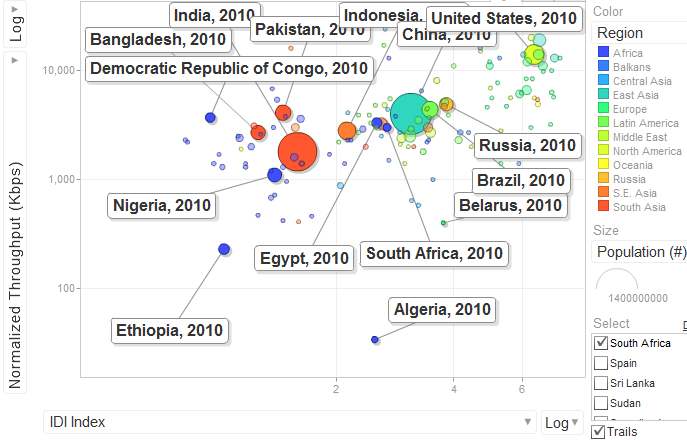 Log
Normalized Throughput (Kbps)
10,000
1,000
100
India, 2010
Indonesia,
United States, 2010
Bangladesh, 2010
Pakistan, 2010
China, 2010
Democratic Republic of Congo, 2010
Russia, 2010
Brazil, 2010
Nigeria, 2010
Belarus, 2010
Egypt, 2010
South Africa, 2010
Algeria, 2010
Ethiopia, 2010
2
4
6
IDI Index
Log
Color
Region
Africa
Balkans
Central Asia
East Asia
Europe
Latin America
Middle East
North America
Oceania
Russia
S.E. Asia
South Asia
Size
Population (#)
1400000000
Select
South Africa
Spain
Sri Lanka
Sudan
Trails